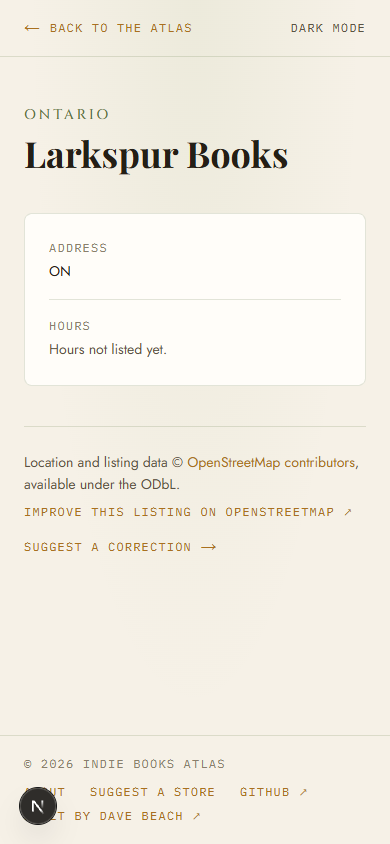 ← BACK TO THE ATLAS
DARK MODE
ONTARIO
Larkspur Books
ADDRESS
ON
HOURS
Hours not listed yet.
Location and listing data © OpenStreetMap contributors,
available under the ODbL.
IMPROVE THIS LISTING ON OPENSTREETMAP ↗
SUGGEST A CORRECTION →
© 2026 INDIE BOOKS ATLAS
SUGGEST A STORE GITHUB ↗
N
BY DAVE BEACH ↗